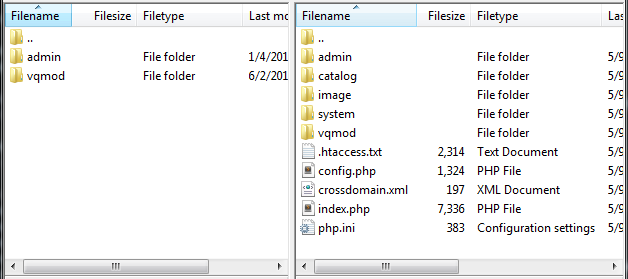 Filename Filesize Filetype Last mo
..
admin File folder 1/4/201
vqmod File folder 6/2/201
Filename Filesize Filetype Las
..
admin File folder 5/9
catalog File folder 5/9
image File folder 5/9
system File folder 5/9
vqmod File folder 5/9
.htaccess.txt 2,314 Text Document 5/9
config.php 1,324 PHP File 5/9
crossdomain.xml 197 XML Document 5/9
index.php 7,336 PHP File 5/9
php.ini 383 Configuration settings 5/9